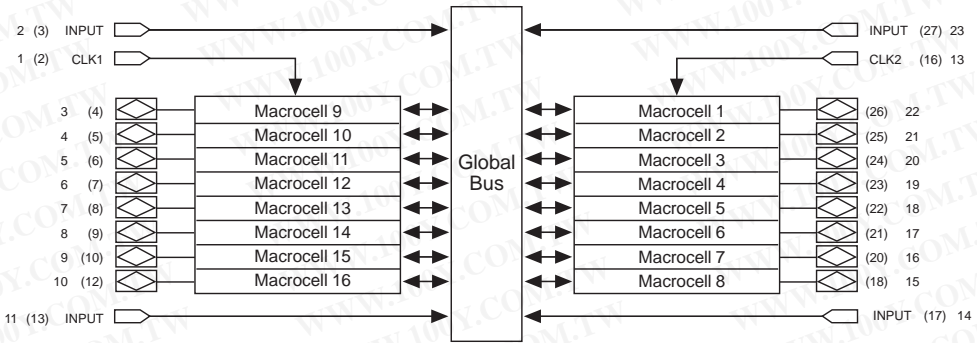 2 (3) INPUT INPUT (27) 23
1 (2) CLK1 CLK2 (16) 13
3 (4) Macrocell 9 Macrocell 1 (26) 22
4 (5) Macrocell 10 Macrocell 2 (25) 21
5 (6) Macrocell 11 Macrocell 3 (24) 20
6 (7) Macrocell 12 Macrocell 4 (23) 19
7 (8) Macrocell 13 Macrocell 5 (22) 18
8 (9) Macrocell 14 Macrocell 6 (21) 17
9 (10) Macrocell 15 Macrocell 7 (20) 16
10 (12) Macrocell 16 Macrocell 8 (18) 15
Global
Bus
11 (13) INPUT INPUT (17) 14
WWW.100Y.COM.TW